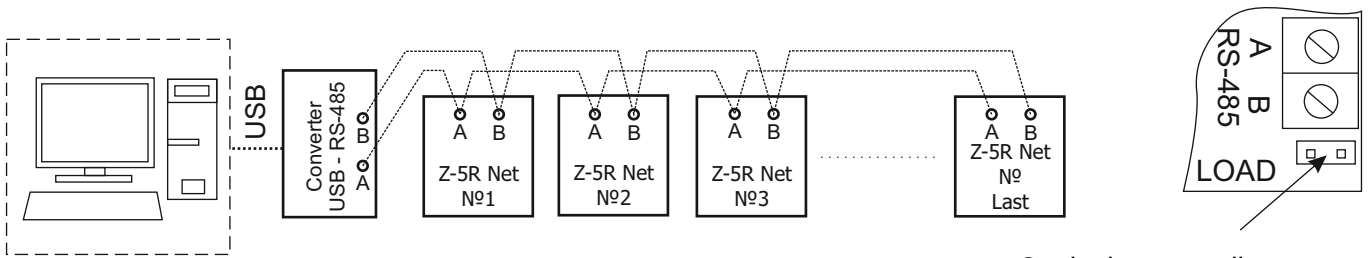 USB
Converter
USB - RS-485
B
A
A B
Z-5R Net
№1
A B
Z-5R Net
№2
A B
Z-5R Net
№3
A B
Z-5R Net
№
Last
A
B
RS-485
LOAD